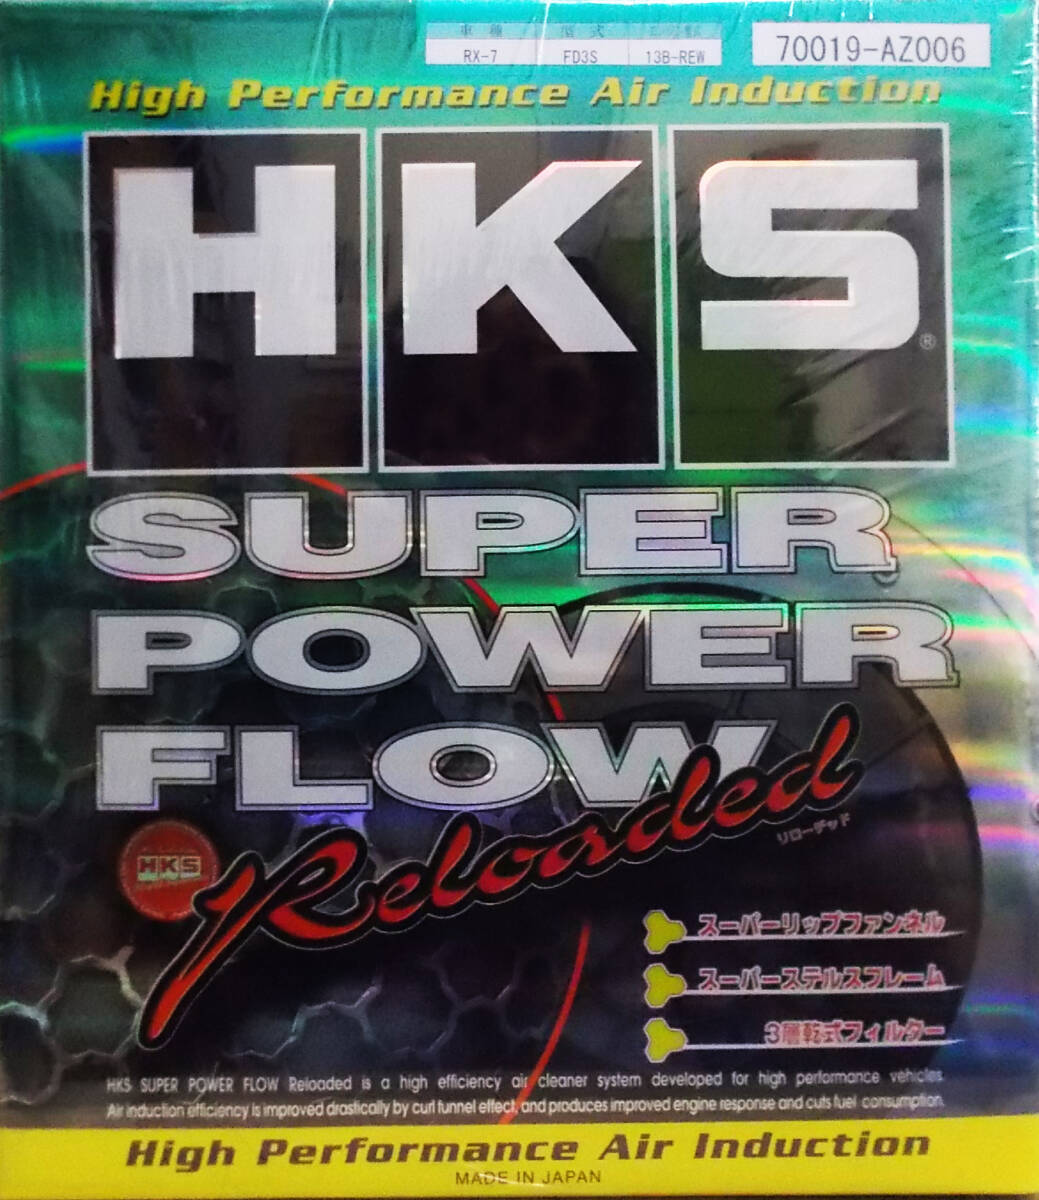 車種 型式
RX-7 FD3S 13B-REW
70019-AZ006
High Performance Air Induction
HKS®
SUPER
POWER
FLOW
Reloaded
リローデッド
HKS
スーパーリップファンネル
スーパーステルスフレーム
3層乾式フィルター
HKS SUPER POWER FLOW Reloaded is a high efficiency air cleaner system developed for high performance vehicles.
Air induction efficiency is improved drastically by curl funnel effect, and produces improved engine response and cuts fuel consumption.
High Performance Air Induction
MADE IN JAPAN